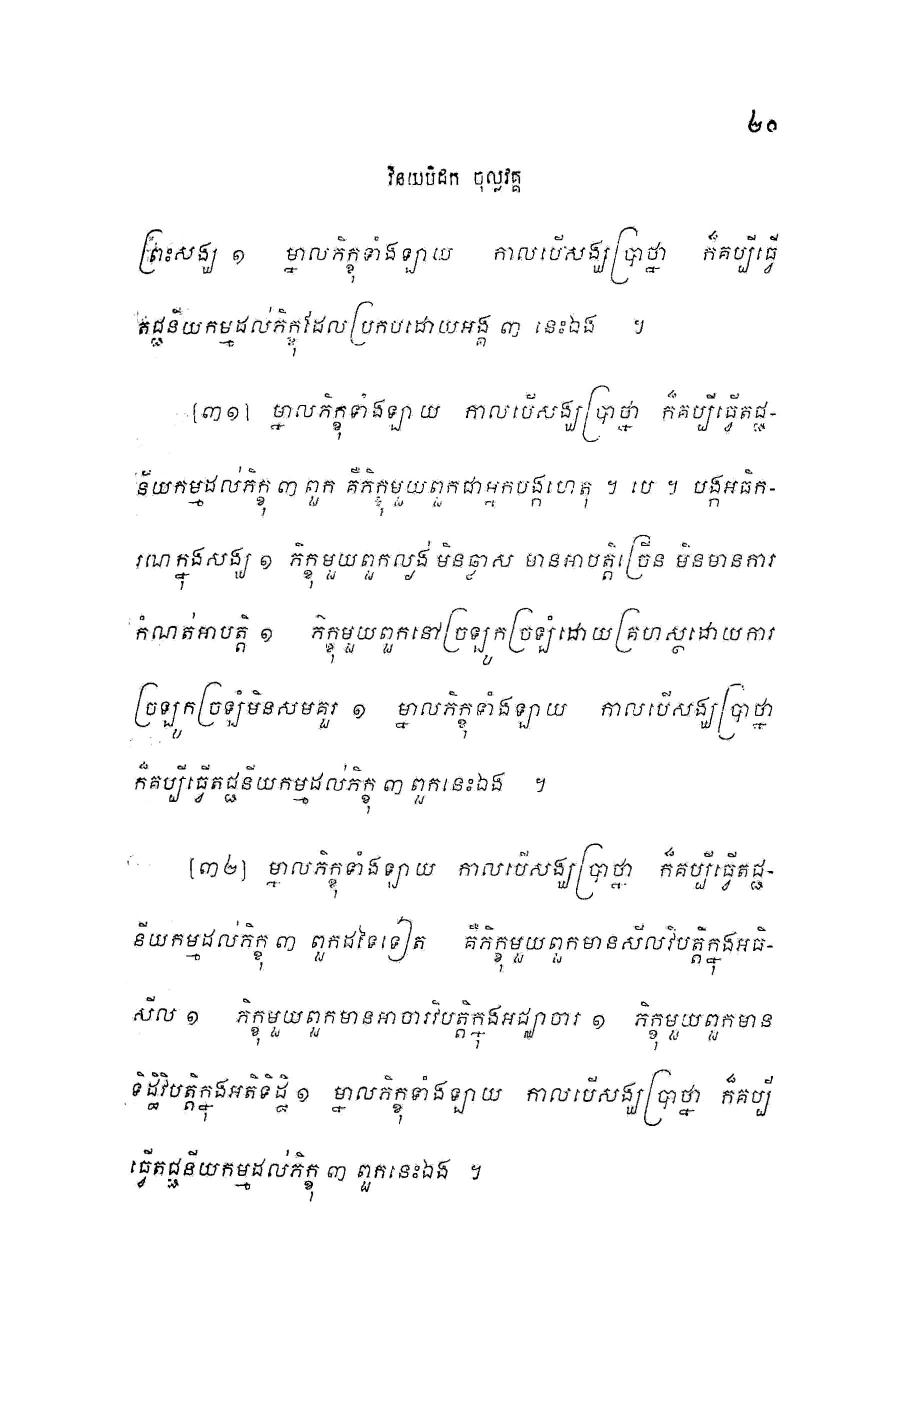 ៤១
វិនយបិដក ចុល្លវគ្គ
ព្រះសង្ឃ ១ ម្នាលភិក្ខុទាំងឡាយ កាលបើសង្ឃប្រាថ្នា ក៏គប្បីធ្វើ
តជ្ជនីយកម្មដល់ភិក្ខុដែលប្រកបដោយអង្គ ៣ នេះឯង ។
[៣១] ម្នាលភិក្ខុទាំងឡាយ កាលបើសង្ឃប្រាថ្នា ក៏គប្បីធ្វើតជ្ជ-
នីយកម្មដល់ភិក្ខុ ៣ ពួក គឺភិក្ខុមួយពួកជាអ្នកបង្កហេតុ ។ បេ ។ បង្កអធិក-
រណក្នុងសង្ឃ ១ ភិក្ខុមួយពួកល្ងង់ មិនឆ្លាស មានអាបត្តិច្រើន មិនមានការ
កំណត់អាបត្តិ ១ ភិក្ខុមួយពួកនៅច្រឡូកច្រឡំដោយគ្រហស្ថដោយការ
ច្រឡូកច្រឡំមិនសមគួរ ១ ម្នាលភិក្ខុទាំងឡាយ កាលបើសង្ឃប្រាថ្នា
ក៏គប្បីធ្វើតជ្ជនីយកម្មដល់ភិក្ខុ ៣ ពួកនេះឯង ។
[៣២] ម្នាលភិក្ខុទាំងឡាយ កាលបើសង្ឃប្រាថ្នា ក៏គប្បីធ្វើតជ្ជ-
នីយកម្មដល់ភិក្ខុ ៣ ពួកដទៃទៀត គឺភិក្ខុមួយពួកមានសីលវិបត្តិក្នុងអធិ-
សីល ១ ភិក្ខុមួយពួកមានអាចារវិបត្តិក្នុងអជ្ឈាចារ ១ ភិក្ខុមួយពួកមាន
ទិដ្ឋិវិបត្តិក្នុងអតិទិដ្ឋិ ១ ម្នាលភិក្ខុទាំងឡាយ កាលបើសង្ឃប្រាថ្នា ក៏គប្បី
ធ្វើតជ្ជនីយកម្មដល់ភិក្ខុ ៣ ពួកនេះឯង ។